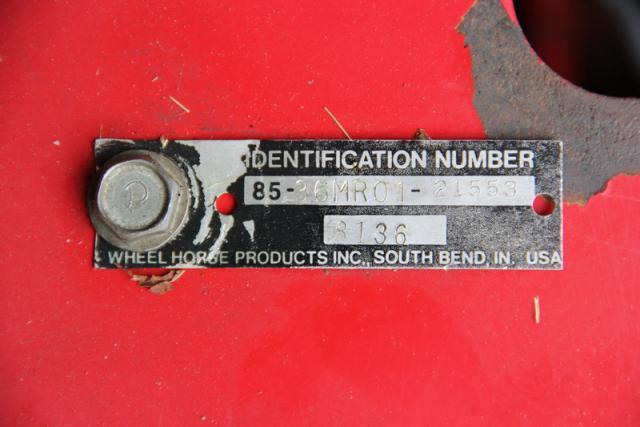 P
IDENTIFICATION NUMBER
85-36MR01-21553
8136
WHEEL HORSE PRODUCTS INC., SOUTH BEND, IN. USA